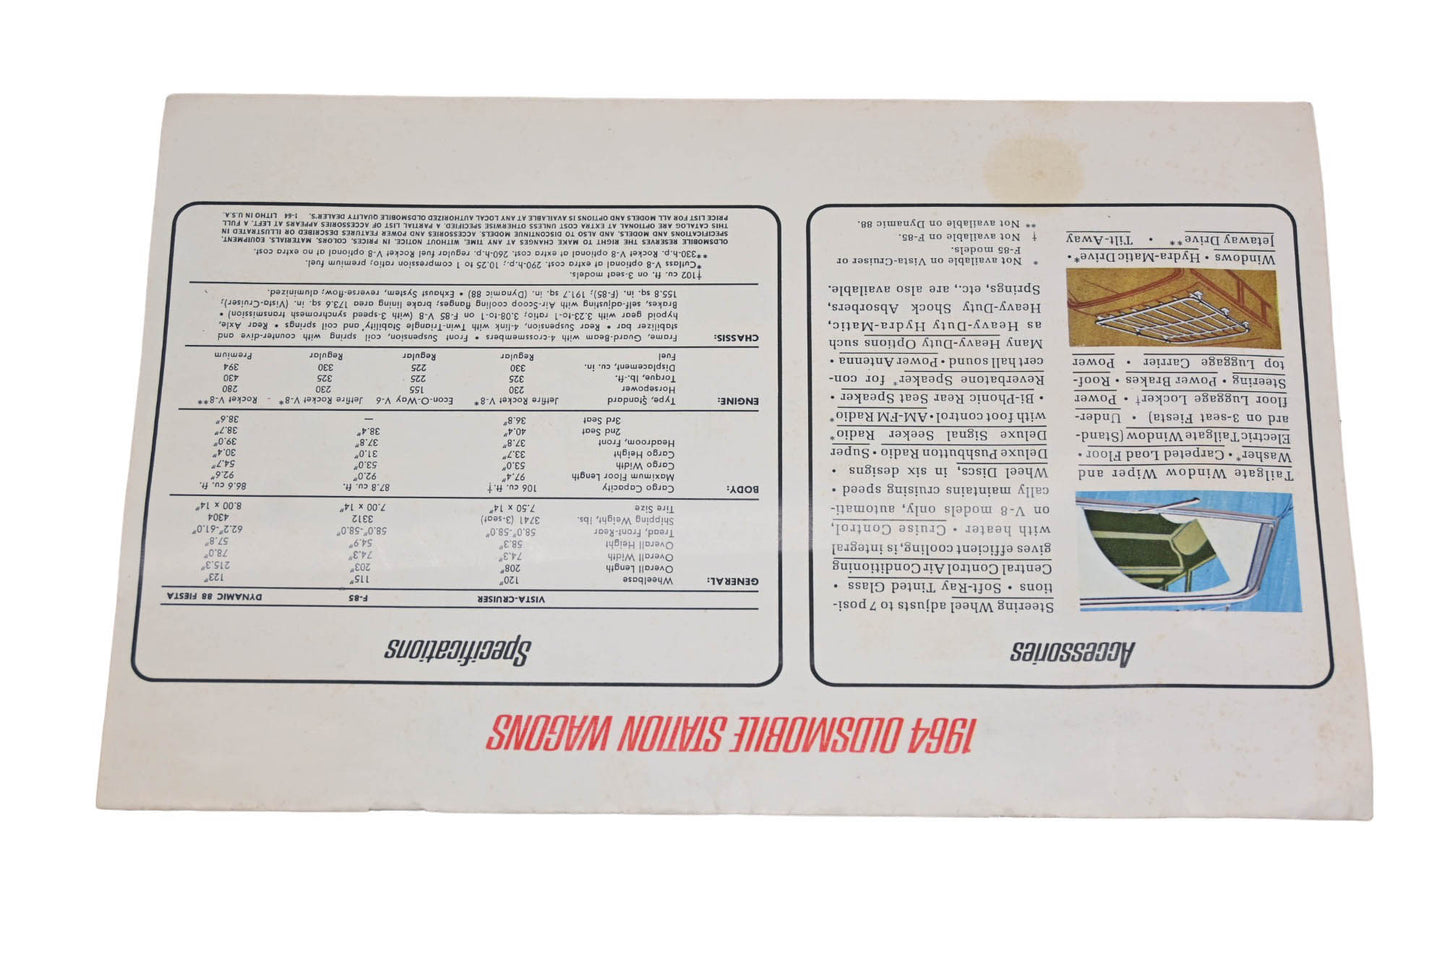 1964 OLDSMOBILE STATION WAGONS
Accessories
Tailgate Window Wiper and
Washer* • Carpeted Load Floor •
Electric Tailgate Window (Stand-
ard on 3-seat Fiesta) • Under-
floor Luggage Locker† • Power
Steering • Power Brakes • Roof-
top Luggage Carrier • Power
Windows • Hydra-Matic Drive* •
Jetaway Drive** • Tilt-Away
Steering Wheel adjusts to 7 posi-
tions • Soft-Ray Tinted Glass •
Central Control Air Conditioning
gives efficient cooling, is integral
with heater • Cruise Control,
on V-8 models only, automati-
cally maintains cruising speed •
Wheel Discs, in six designs •
Deluxe Pushbutton Radio • Super
Deluxe Signal Seeker Radio*
with foot control • AM-FM Radio*
• Bi-Phonic Rear Seat Speaker •
Reverbatone Speaker* for con-
cert hall sound • Power Antenna •
Many Heavy-Duty Options such
as Heavy-Duty Hydra-Matic,
Heavy-Duty Shock Absorbers,
Springs, etc., are also available.
* Not available on Vista-Cruiser or
F-85 models.
† Not available on F-85.
** Not available on Dynamic 88.
Specifications
VISTA-CRUISER F-85 DYNAMIC 88 FIESTA
GENERAL: Wheelbase 120" 115" 123"
Overall Length 208" 203" 215.3"
Overall Width 74.3" 74.3" 78.0"
Overall Height 58.3" 54.9" 57.8"
Tread, Front-Rear 58.0"-58.0" 58.0"-58.0" 62.2"-61.0"
Shipping Weight, lbs. 3741 (3-seat) 3312 4304
Tire Size 7.50 x 14" 7.00 x 14" 8.00 x 14"
BODY: Cargo Capacity 106 cu. ft.† 87.8 cu. ft. 86.6 cu. ft.
Maximum Floor Length 97.4" 92.0" 92.6"
Cargo Width 53.0" 53.0" 54.7"
Cargo Height 33.7" 31.0" 30.4"
Headroom, Front 37.8" 37.8" 39.0"
2nd Seat 40.4" 38.4" 38.7"
3rd Seat 36.8" — 38.6"
ENGINE: Type, Standard Jetfire Rocket V-8* Econ-O-Way V-6 Jetfire Rocket V-8* - Rocket V-8**
Horsepower 230 155 230 280
Torque, lb.-ft. 325 225 325 430
Displacement, cu. in. 330 225 330 394
Fuel Regular Regular Regular Premium
CHASSIS: Frame, Guard-Beam with 4-crossmembers • Front Suspension, coil spring with counter-dive and
stabilizer bar • Rear Suspension, 4-link with Twin-Triangle Stability and coil springs • Rear Axle,
hypoid gear with 3.23-to-1 ratio; 3.08-to-1 on F-85 V-8 (with 3-speed synchromesh transmission) •
Brakes, self-adjusting with Air-Scoop cooling flanges; brake lining area 173.6 sq. in. (Vista-Cruiser);
155.8 sq. in. (F-85); 191.7 sq. in. (Dynamic 88) • Exhaust System, reverse-flow; aluminized.
†102 cu. ft. on 3-seat models.
*Cutlass V-8 optional at extra cost. 290-h.p.; 10.25 to 1 compression ratio; premium fuel.
**330-h.p. Rocket V-8 optional at extra cost. 260-h.p. regular fuel Rocket V-8 optional at no extra cost.
OLDSMOBILE RESERVES THE RIGHT TO MAKE CHANGES AT ANY TIME, WITHOUT NOTICE, IN PRICES, COLORS, MATERIALS, EQUIPMENT,
SPECIFICATIONS AND MODELS, AND ALSO TO DISCONTINUE MODELS. ACCESSORIES AND POWER FEATURES DESCRIBED OR ILLUSTRATED IN
THIS CATALOG ARE OPTIONAL AT EXTRA COST UNLESS OTHERWISE SPECIFIED. A PARTIAL LIST OF ACCESSORIES APPEARS AT LEFT. A FULL
PRICE LIST FOR ALL MODELS AND OPTIONS IS AVAILABLE AT ANY LOCAL AUTHORIZED OLDSMOBILE QUALITY DEALER'S. 1-64 LITHO IN U.S.A.